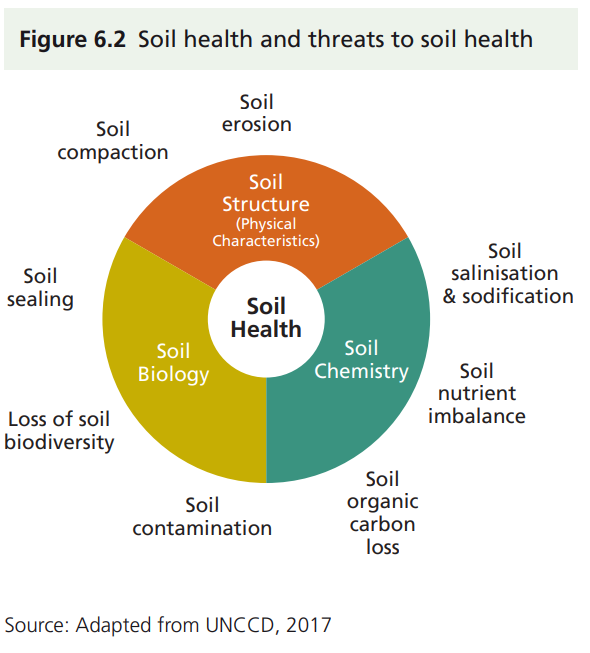 Figure 6.2 Soil health and threats to soil health
Soil
erosion
Soil
compaction
Soil
Structure
(Physical
Characteristics)
Soil
salinisation
& sodification
Soil
sealing
Soil
Health
Soil
Biology
Soil
Chemistry
Soil
nutrient
imbalance
Loss of soil
biodiversity
Soil
organic
carbon
loss
Soil
contamination
Source: Adapted from UNCCD, 2017